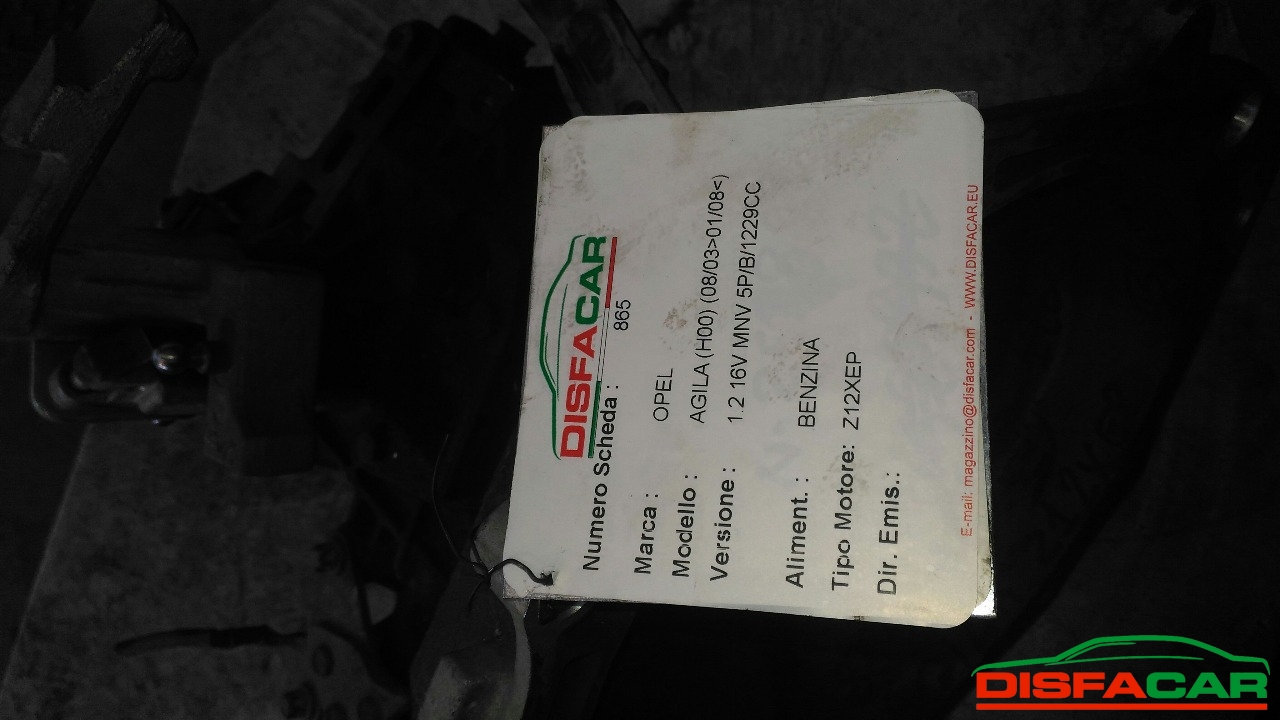 DISFACAR
Numero Scheda : 865
Marca : OPEL
Modello : AGILA (H00) (08/03>01/08<)
Versione : 1.2 16V MNV 5P/B/1229CC
Aliment. : BENZINA
Tipo Motore: Z12XEP
Dir. Emis.:
E-mail: magazzino@disfacar.com - WWW.DISFACAR.EU
DISFACAR